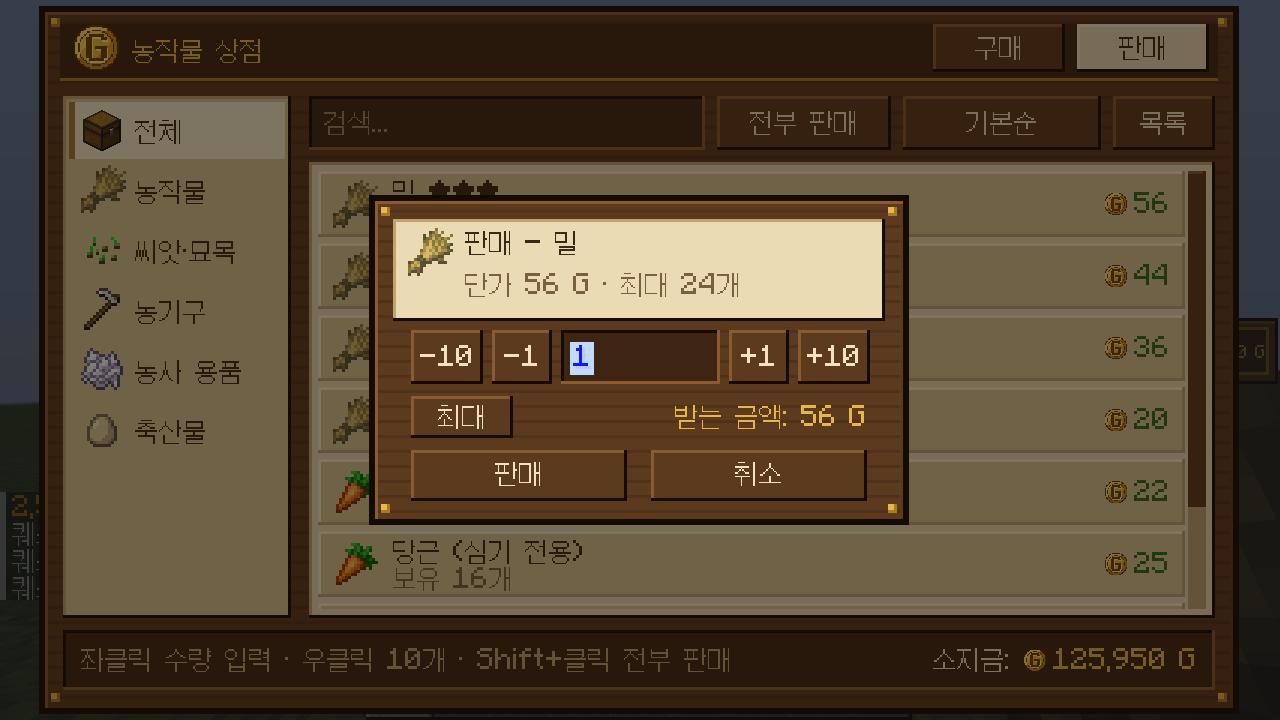 농작물 상점
구매
판매
전체
농작물
씨앗·묘목
농기구
농사 용품
축산물
검색...
전부 판매
기본순
목록
밀 ★★★
56
44
36
20
22
당근 (심기 전용)
보유 16개
25
판매 - 밀
단가 56 G · 최대 24개
-10
-1
1
+1
+10
최대
받는 금액: 56 G
판매
취소
좌클릭 수량 입력 · 우클릭 10개 · Shift+클릭 전부 판매
소지금: 125,950 G